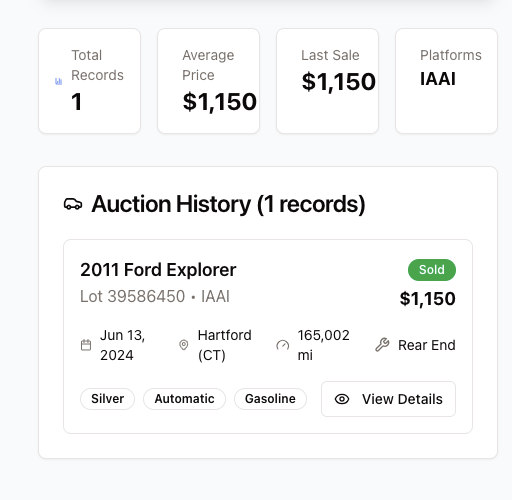 Total Records
1
Average Price
$1,150
Last Sale
$1,150
Platforms
IAAI
Auction History (1 records)
2011 Ford Explorer
Sold
Lot 39586450 • IAAI
$1,150
Jun 13, 2024
Hartford (CT)
165,002 mi
Rear End
Silver
Automatic
Gasoline
View Details